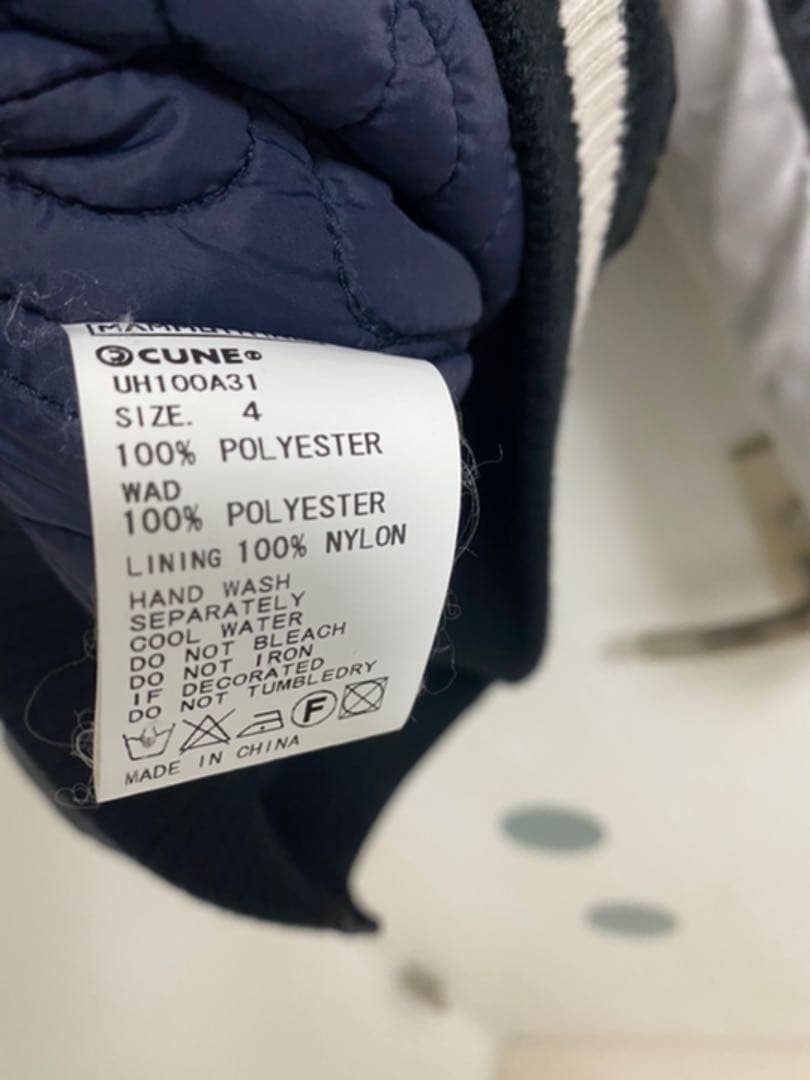 CUNE®
UH100A31
SIZE. 4
100% POLYESTER
WAD
100% POLYESTER
LINING 100% NYLON
HAND WASH
SEPARATELY
COOL WATER
DO NOT BLEACH
DO NOT IRON
IF DECORATED
DO NOT TUMBLEDRY
F
MADE IN CHINA